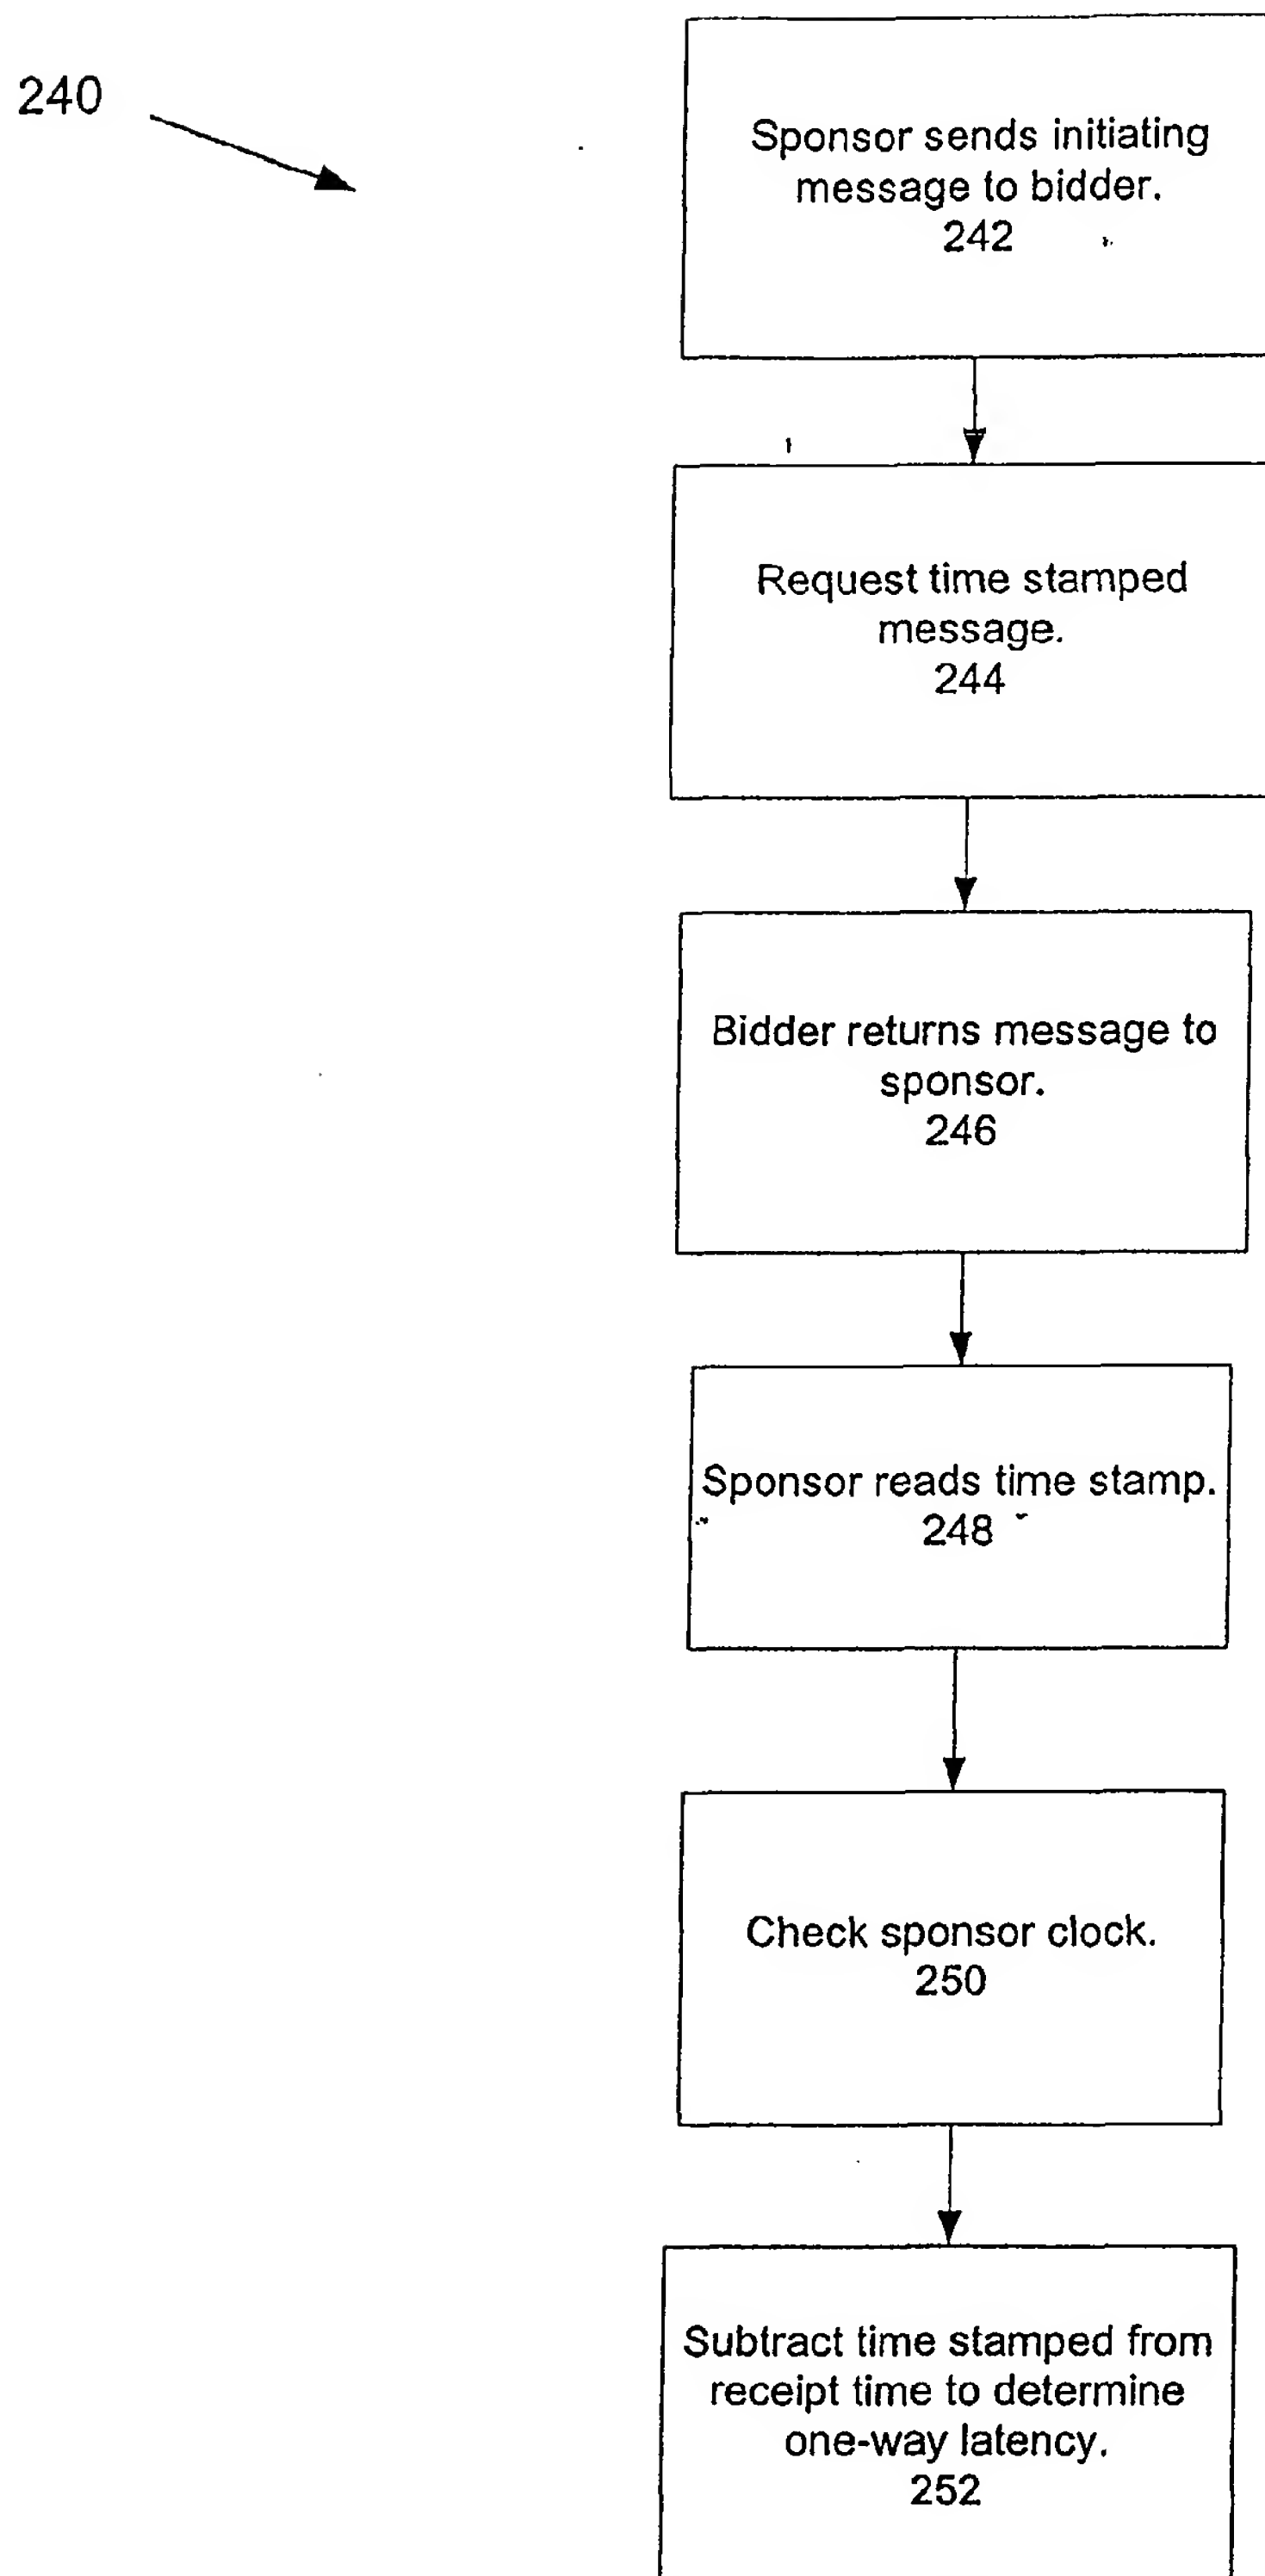 240
Sponsor sends initiating
message to bidder.
242
Request time stamped
message.
244
Bidder returns message to
sponsor.
246
Sponsor reads time stamp.
248
Check sponsor clock.
250
Subtract time stamped from
receipt time to determine
one-way latency.
252